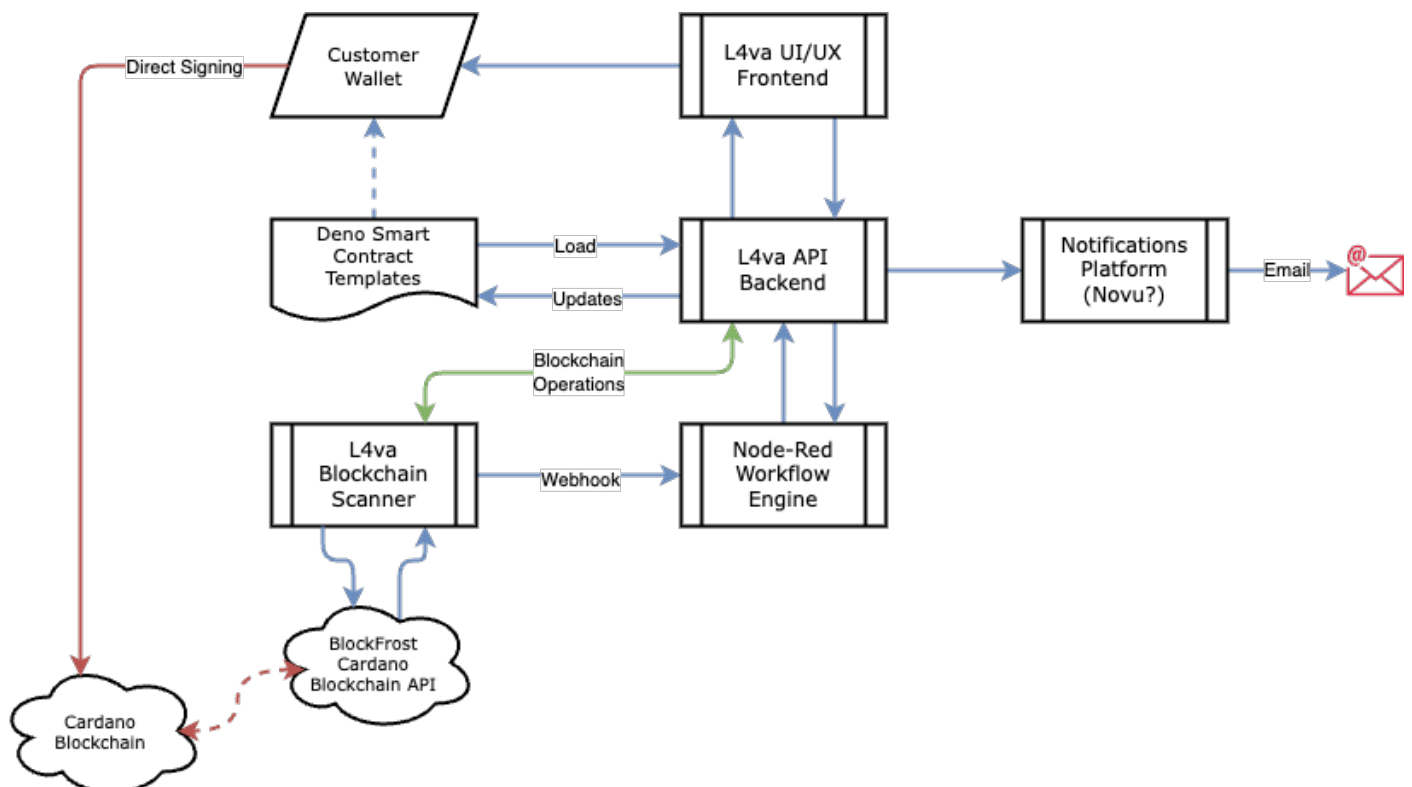 Direct Signing
Customer
Wallet
L4va UI/UX
Frontend
Deno Smart
Contract
Templates
Load
Updates
L4va API
Backend
Notifications
Platform
(Novu?)
Email
@
Blockchain
Operations
L4va
Blockchain
Scanner
Webhook
Node-Red
Workflow
Engine
BlockFrost
Cardano
Blockchain API
Cardano
Blockchain